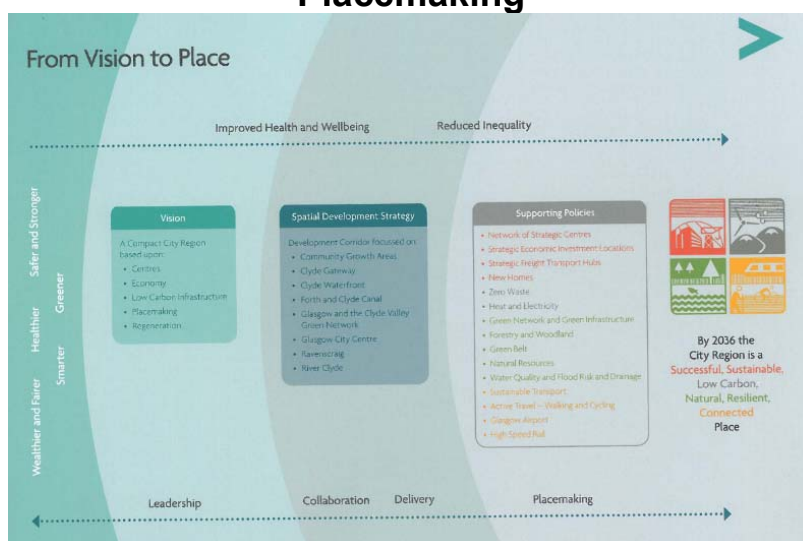 Placemaking
From Vision to Place
Improved Health and Wellbeing
Reduced Inequality
Safer and Stronger
Greener
Healthier
Smarter
Wealthier and Fairer
Vision
A Compact City Region
based upon:
• Centres
• Economy
• Low Carbon Infrastructure
• Placemaking
• Regeneration
Spatial Development Strategy
Development Corridor focussed on:
• Community Growth Areas
• Clyde Gateway
• Clyde Waterfront
• Forth and Clyde Canal
• Glasgow and the Clyde Valley
Green Network
• Glasgow City Centre
• Ravenscraig
• River Clyde
Supporting Policies
• Network of Strategic Centres
• Strategic Economic Investment Locations
• Strategic Freight Transport Hubs
• New Homes
• Zero Waste
• Heat and Electricity
• Green Network and Green Infrastructure
• Forestry and Woodland
• Green Belt
• Natural Resources
• Water Quality and Flood Risk and Drainage
• Sustainable Transport
• Active Travel – Walking and Cycling
• Glasgow Airport
• High Speed Rail
By 2036 the
City Region is a
Successful, Sustainable,
Low Carbon,
Natural, Resilient,
Connected
Place
Leadership
Collaboration
Delivery
Placemaking